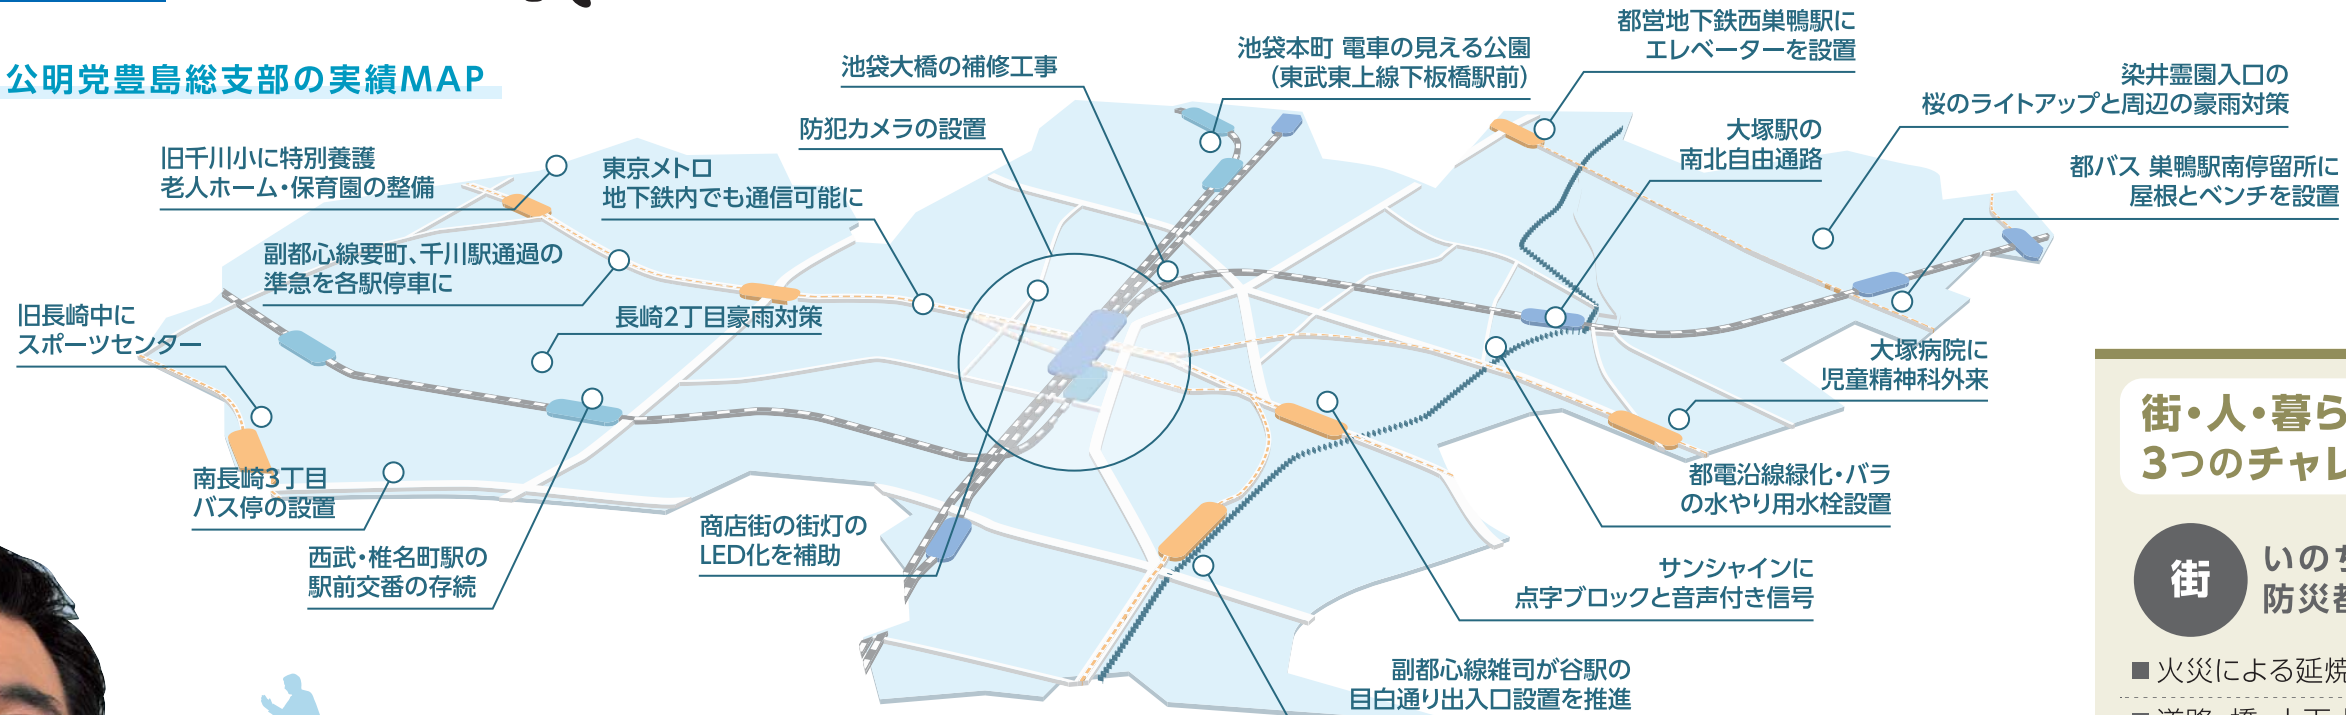 公明党豊島総支部の実績MAP
池袋大橋の補修工事
池袋本町 電車の見える公園
（東武東上線下板橋駅前）
都営地下鉄西巣鴨駅に
エレベーターを設置
染井霊園入口の
桜のライトアップと周辺の豪雨対策
防犯カメラの設置
大塚駅の
南北自由通路
旧千川小に特別養護
老人ホーム・保育園の整備
東京メトロ
地下鉄内でも通信可能に
都バス 巣鴨駅南停留所に
屋根とベンチを設置
副都心線要町、千川駅通過の
準急を各駅停車に
旧長崎中に
スポーツセンター
長崎2丁目豪雨対策
大塚病院に
児童精神科外来
南長崎3丁目
バス停の設置
都電沿線緑化・バラ
の水やり用水栓設置
商店街の街灯の
LED化を補助
西武・椎名町駅の
駅前交番の存続
サンシャインに
点字ブロックと音声付き信号
副都心線雑司が谷駅の
目白通り出入口設置を推進
街・人・暮ら
3つのチャレ
街
いの
防災
■火災による延焼